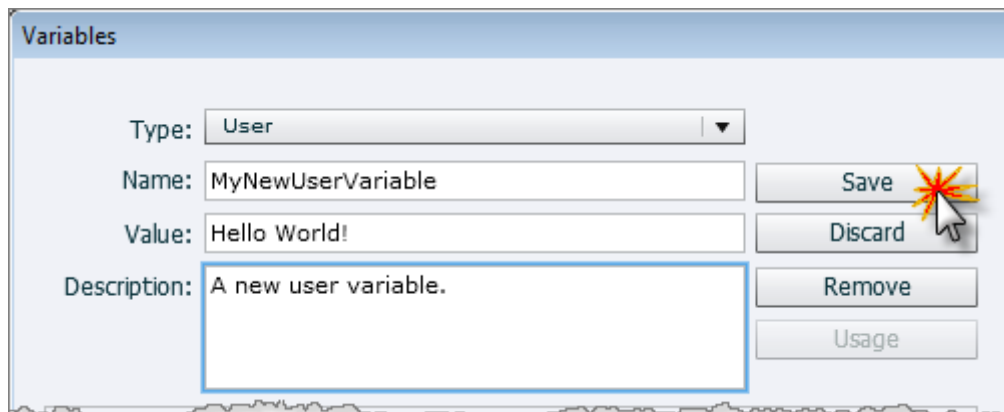 Variables
Type: User
Name: MyNewUserVariable Save
Value: Hello World! Discard
Description: A new user variable. Remove
Usage